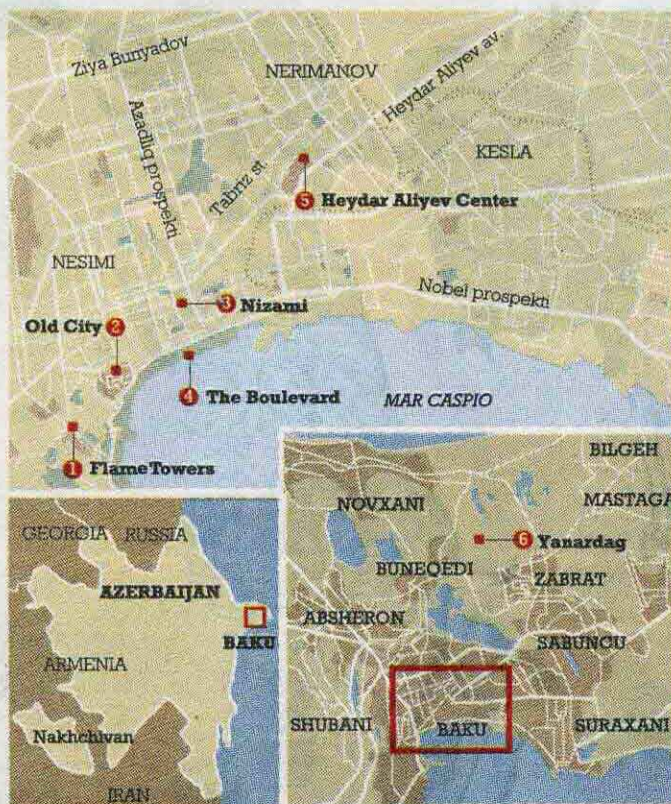 Ziya Bunyadov
NERIMANOV
Heydar Aliyev av.
Azadliq prospekti
Tabriz st.
KESLA
5 Heydar Aliyev Center
NESIMI
3 Nizami
Nobel prospekti
Old City 2
4 The Boulevard
MAR CASPIO
1 Flame Towers
GEORGIA
RUSSIA
AZERBAIJAN
BAKU
ARMENIA
Nakhchivan
IRAN
BILGEH
NOVXANI
MASTAGA
6 Yanardag
BUNEQEDI
ZABRAT
ABSHERON
SABUNCU
SHUBANI
BAKU
SURAXANI